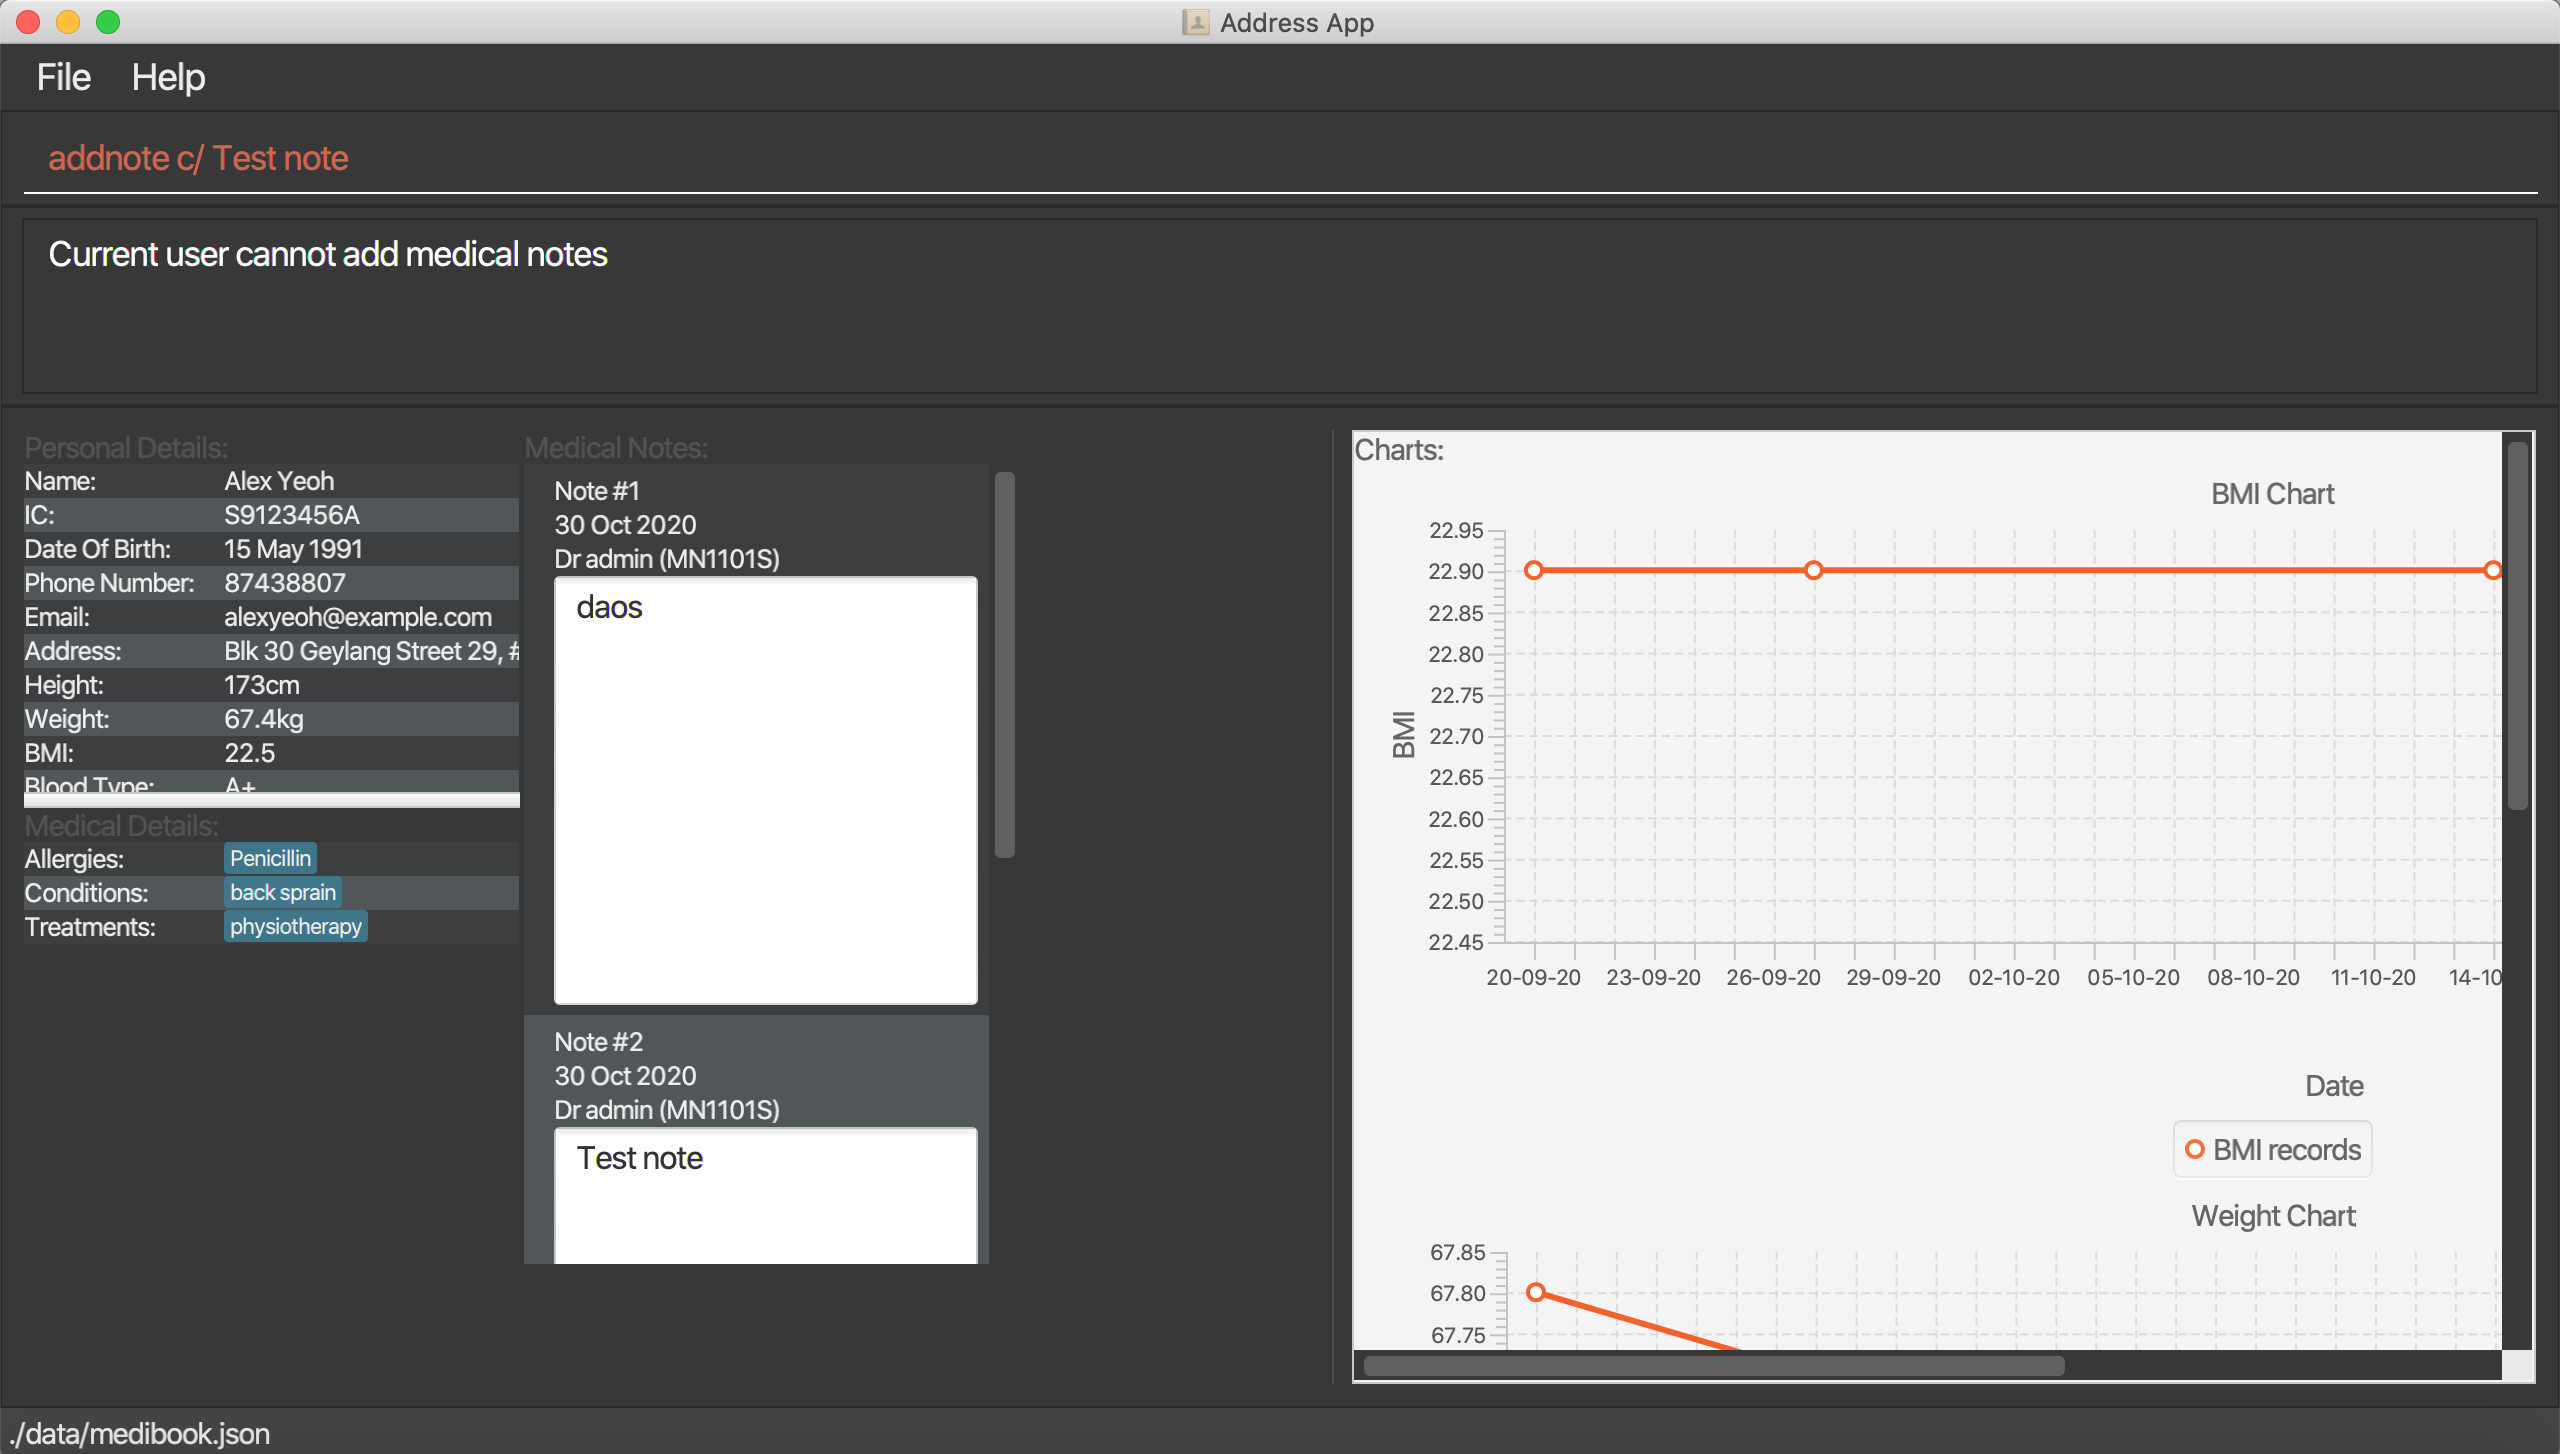 Address App
File Help
addnote c/ Test note
Current user cannot add medical notes
Personal Details:
Name: Alex Yeoh
IC: S9123456A
Date Of Birth: 15 May 1991
Phone Number: 87438807
Email: alexyeoh@example.com
Address: Blk 30 Geylang Street 29, #
Height: 173cm
Weight: 67.4kg
BMI: 22.5
Blood Type: A+
Medical Details:
Allergies: Penicillin
Conditions: back sprain
Treatments: physiotherapy
Medical Notes:
Note #1
30 Oct 2020
Dr admin (MN1101S)
daos
Note #2
30 Oct 2020
Dr admin (MN1101S)
Test note
Charts:
BMI Chart
22.95
22.90
22.85
22.80
22.75
22.70
22.65
22.60
22.55
22.50
22.45
BMI
20-09-20 23-09-20 26-09-20 29-09-20 02-10-20 05-10-20 08-10-20 11-10-20 14-10
Date
BMI records
Weight Chart
67.85
67.80
67.75
./data/medibook.json